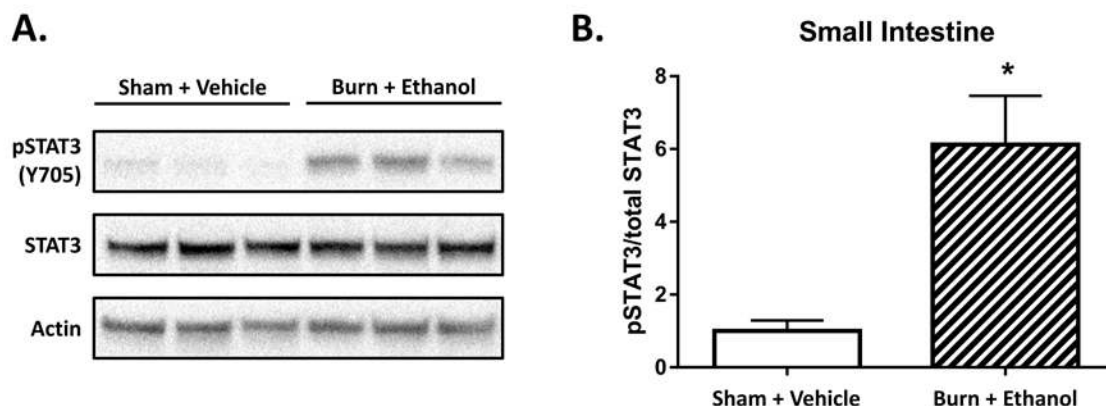 A.
Sham + Vehicle
Burn + Ethanol
pSTAT3
(Y705)
STAT3
Actin
B.
Small Intestine
pSTAT3/total STAT3
8
6
4
2
0
*
Sham + Vehicle
Burn + Ethanol